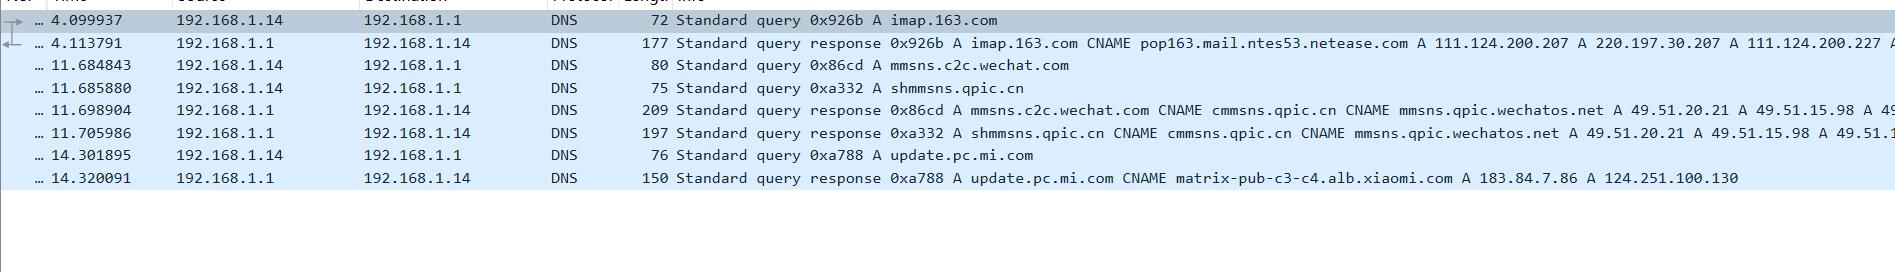 No. Time Source Destination Protocol Length Info
… 4.099937 192.168.1.14 192.168.1.1 DNS 72 Standard query 0x926b A imap.163.com
… 4.113791 192.168.1.1 192.168.1.14 DNS 177 Standard query response 0x926b A imap.163.com CNAME pop163.mail.ntes53.netease.com A 111.124.200.207 A 220.197.30.207 A 111.124.200.227 A
… 11.684843 192.168.1.14 192.168.1.1 DNS 80 Standard query 0x86cd A mmsns.c2c.wechat.com
… 11.685880 192.168.1.14 192.168.1.1 DNS 75 Standard query 0xa332 A shmmsns.qpic.cn
… 11.698904 192.168.1.1 192.168.1.14 DNS 209 Standard query response 0x86cd A mmsns.c2c.wechat.com CNAME cmmsns.qpic.cn CNAME mmsns.qpic.wechatos.net A 49.51.20.21 A 49.51.15.98 A 49
… 11.705986 192.168.1.1 192.168.1.14 DNS 197 Standard query response 0xa332 A shmmsns.qpic.cn CNAME cmmsns.qpic.cn CNAME mmsns.qpic.wechatos.net A 49.51.20.21 A 49.51.15.98 A 49.51.1
… 14.301895 192.168.1.14 192.168.1.1 DNS 76 Standard query 0xa788 A update.pc.mi.com
… 14.320091 192.168.1.1 192.168.1.14 DNS 150 Standard query response 0xa788 A update.pc.mi.com CNAME matrix-pub-c3-c4.alb.xiaomi.com A 183.84.7.86 A 124.251.100.130